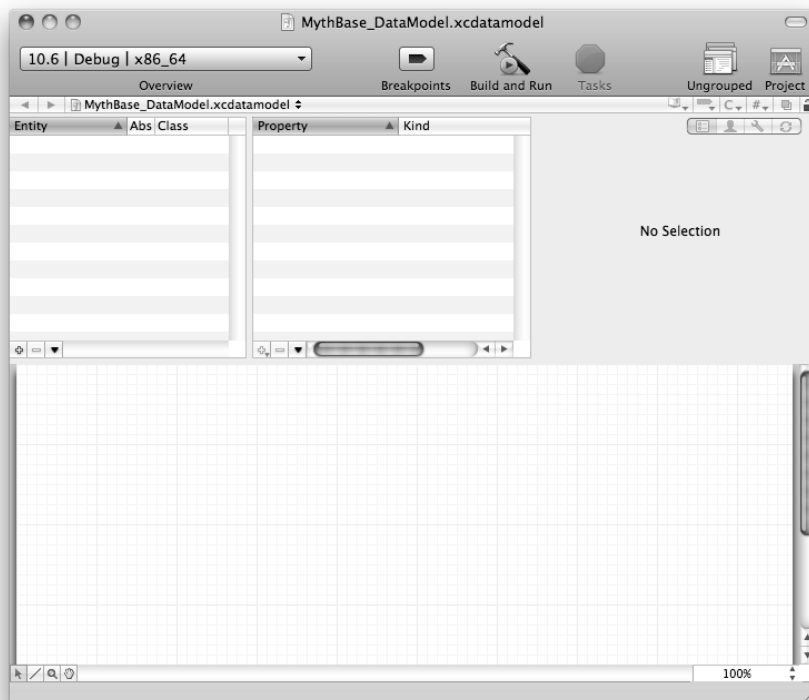 MythBase_DataModel.xcdatamodel
10.6 | Debug | x86_64
Overview
Breakpoints
Build and Run
Tasks
Ungrouped
Project
MythBase_DataModel.xcdatamodel
C
#
Entity
Abs
Class
Property
Kind
No Selection
100%